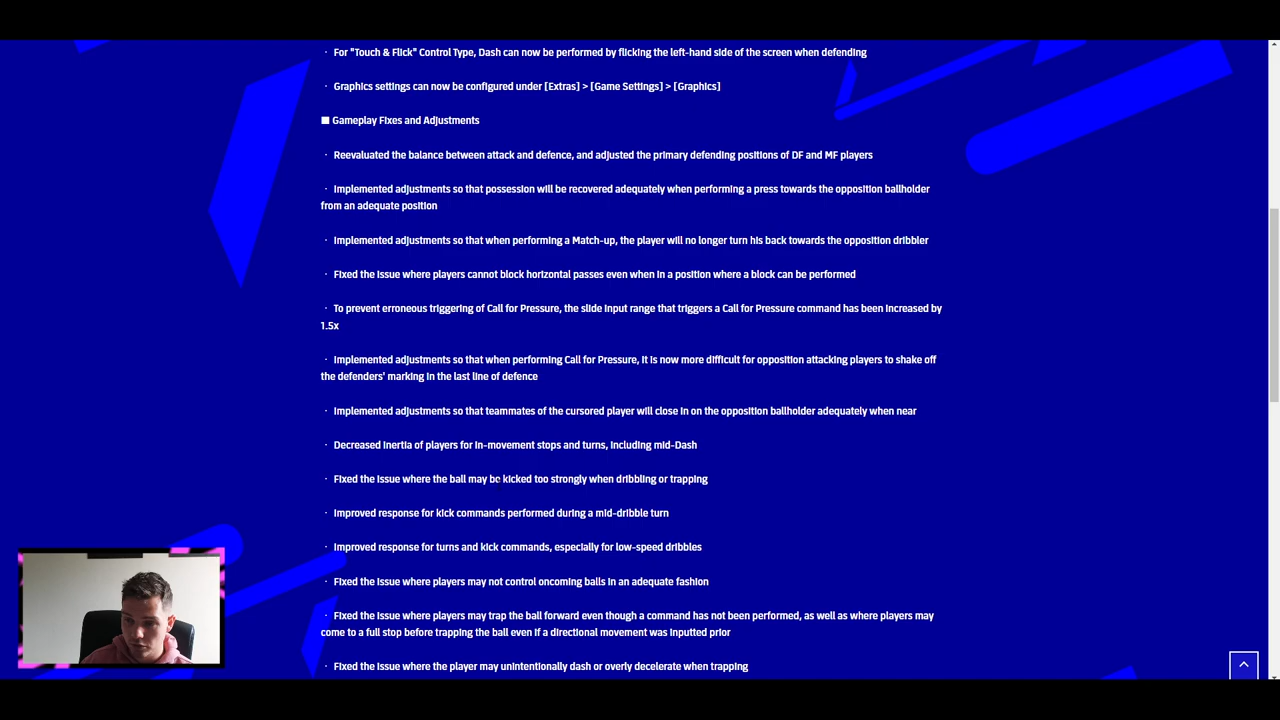 · For "Touch & Flick" Control Type, Dash can now be performed by flicking the left-hand side of the screen when defending
· Graphics settings can now be configured under [Extras] > [Game Settings] > [Graphics]
■ Gameplay Fixes and Adjustments
· Reevaluated the balance between attack and defence, and adjusted the primary defending positions of DF and MF players
· Implemented adjustments so that possession will be recovered adequately when performing a press towards the opposition ballholder
from an adequate position
· Implemented adjustments so that when performing a Match-up, the player will no longer turn his back towards the opposition dribbler
· Fixed the issue where players cannot block horizontal passes even when in a position where a block can be performed
· To prevent erroneous triggering of Call for Pressure, the slide input range that triggers a Call for Pressure command has been increased by
1.5x
· Implemented adjustments so that when performing Call for Pressure, it is now more difficult for opposition attacking players to shake off
the defenders' marking in the last line of defence
· Implemented adjustments so that teammates of the cursored player will close in on the opposition ballholder adequately when near
· Decreased inertia of players for in-movement stops and turns, including mid-Dash
· Fixed the issue where the ball may be kicked too strongly when dribbling or trapping
· Improved response for kick commands performed during a mid-dribble turn
· Improved response for turns and kick commands, especially for low-speed dribbles
· Fixed the issue where players may not control oncoming balls in an adequate fashion
· Fixed the issue where players may trap the ball forward even though a command has not been performed, as well as where players may
come to a full stop before trapping the ball even if a directional movement was inputted prior
· Fixed the issue where the player may unintentionally dash or overly decelerate when trapping